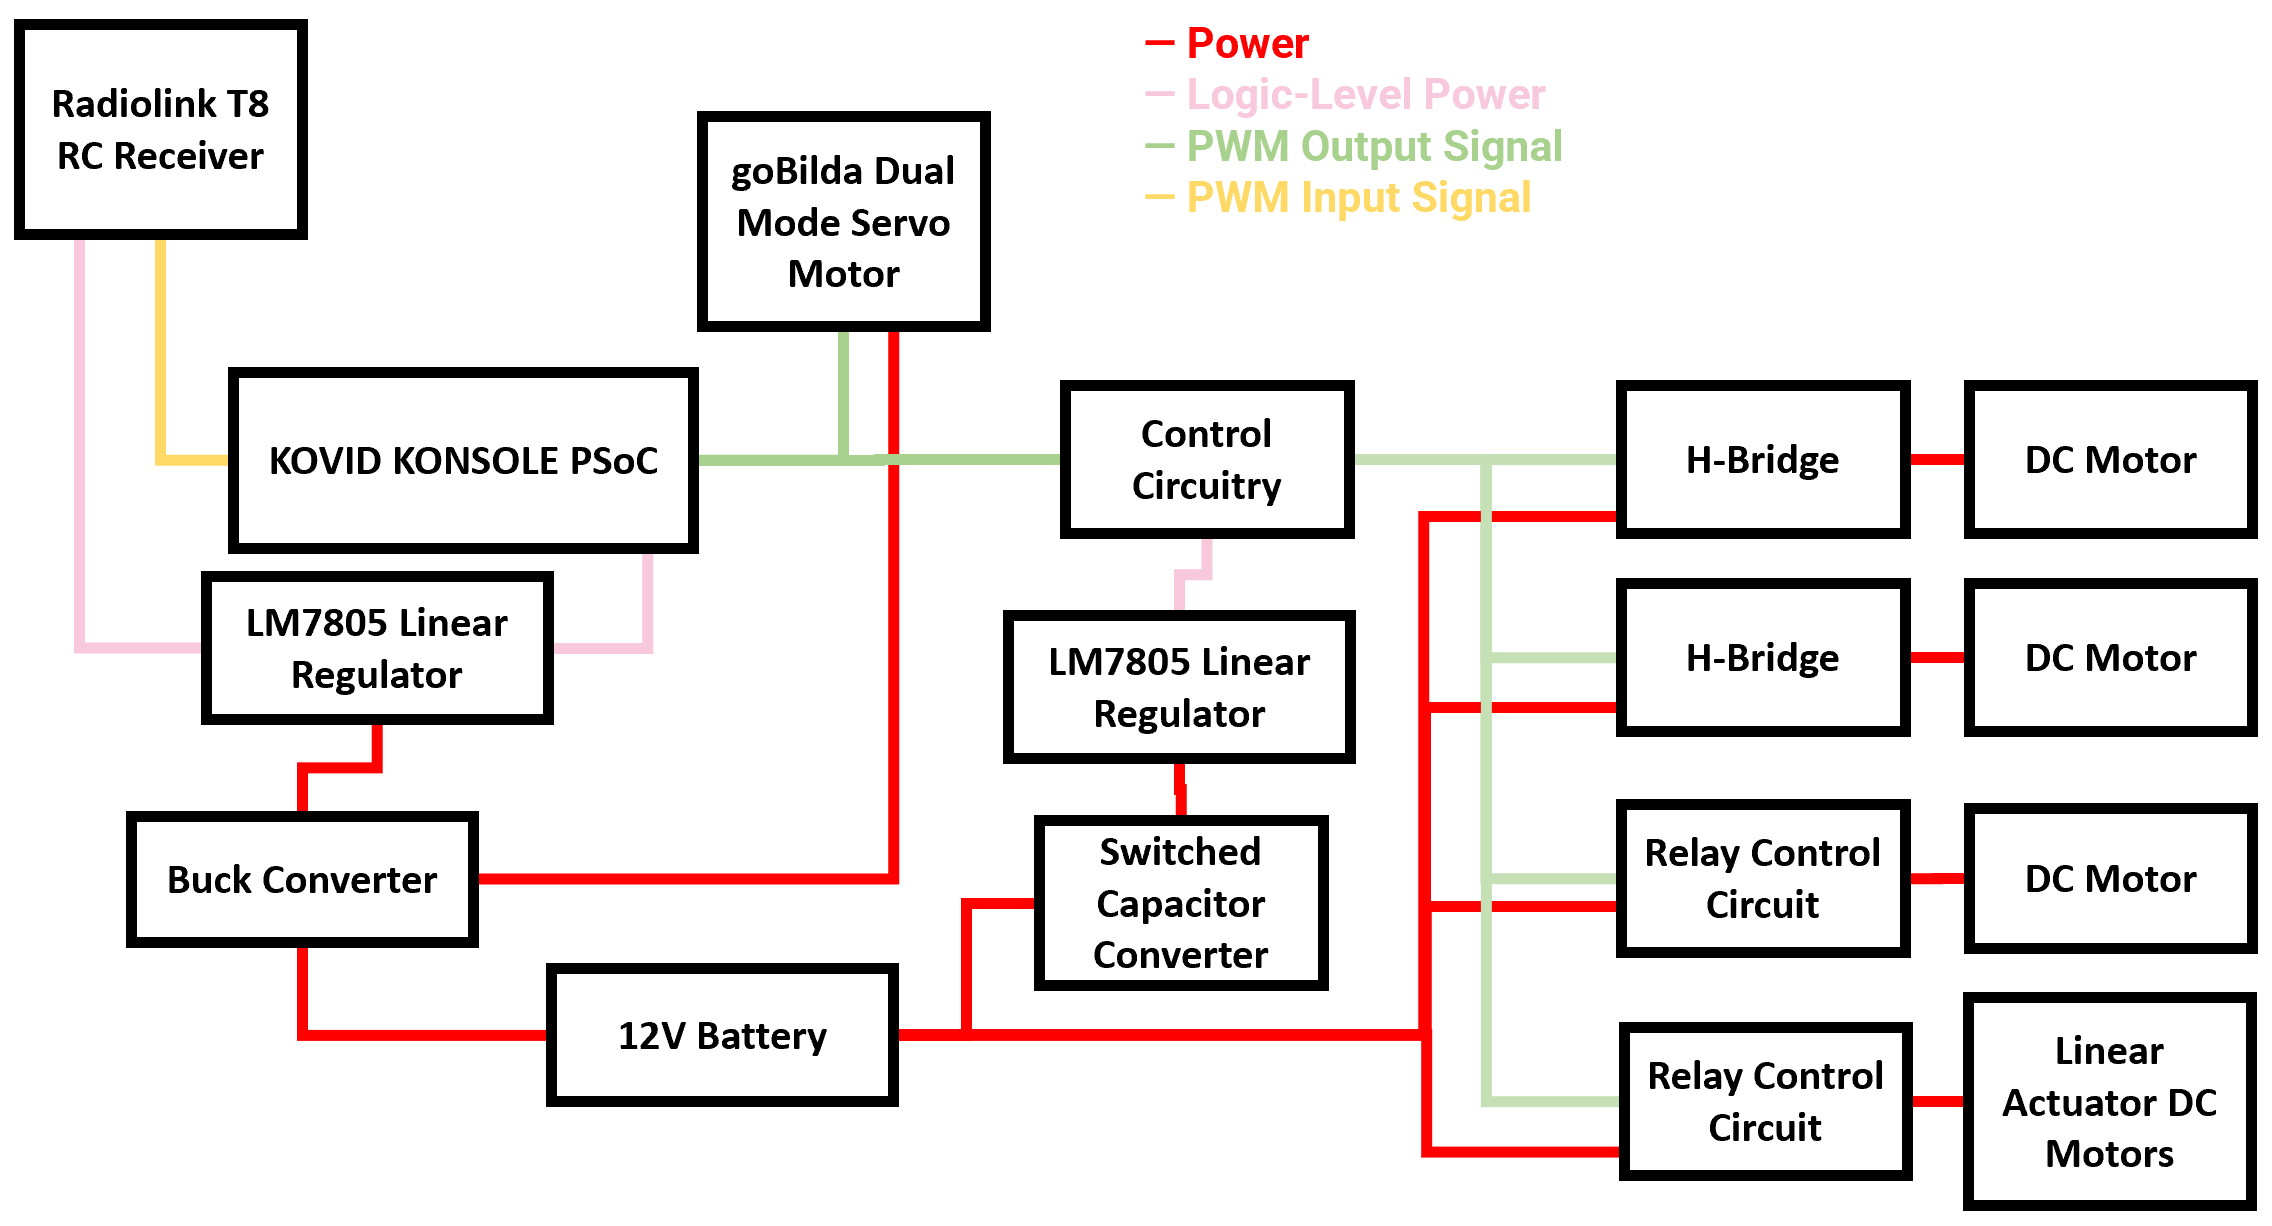 — Power
— Logic-Level Power
— PWM Output Signal
— PWM Input Signal
Radiolink T8
RC Receiver
goBilda Dual
Mode Servo
Motor
KOVID KONSOLE PSoC
Control
Circuitry
H-Bridge
DC Motor
LM7805 Linear
Regulator
LM7805 Linear
Regulator
H-Bridge
DC Motor
Buck Converter
Switched
Capacitor
Converter
Relay Control
Circuit
DC Motor
12V Battery
Relay Control
Circuit
Linear
Actuator DC
Motors